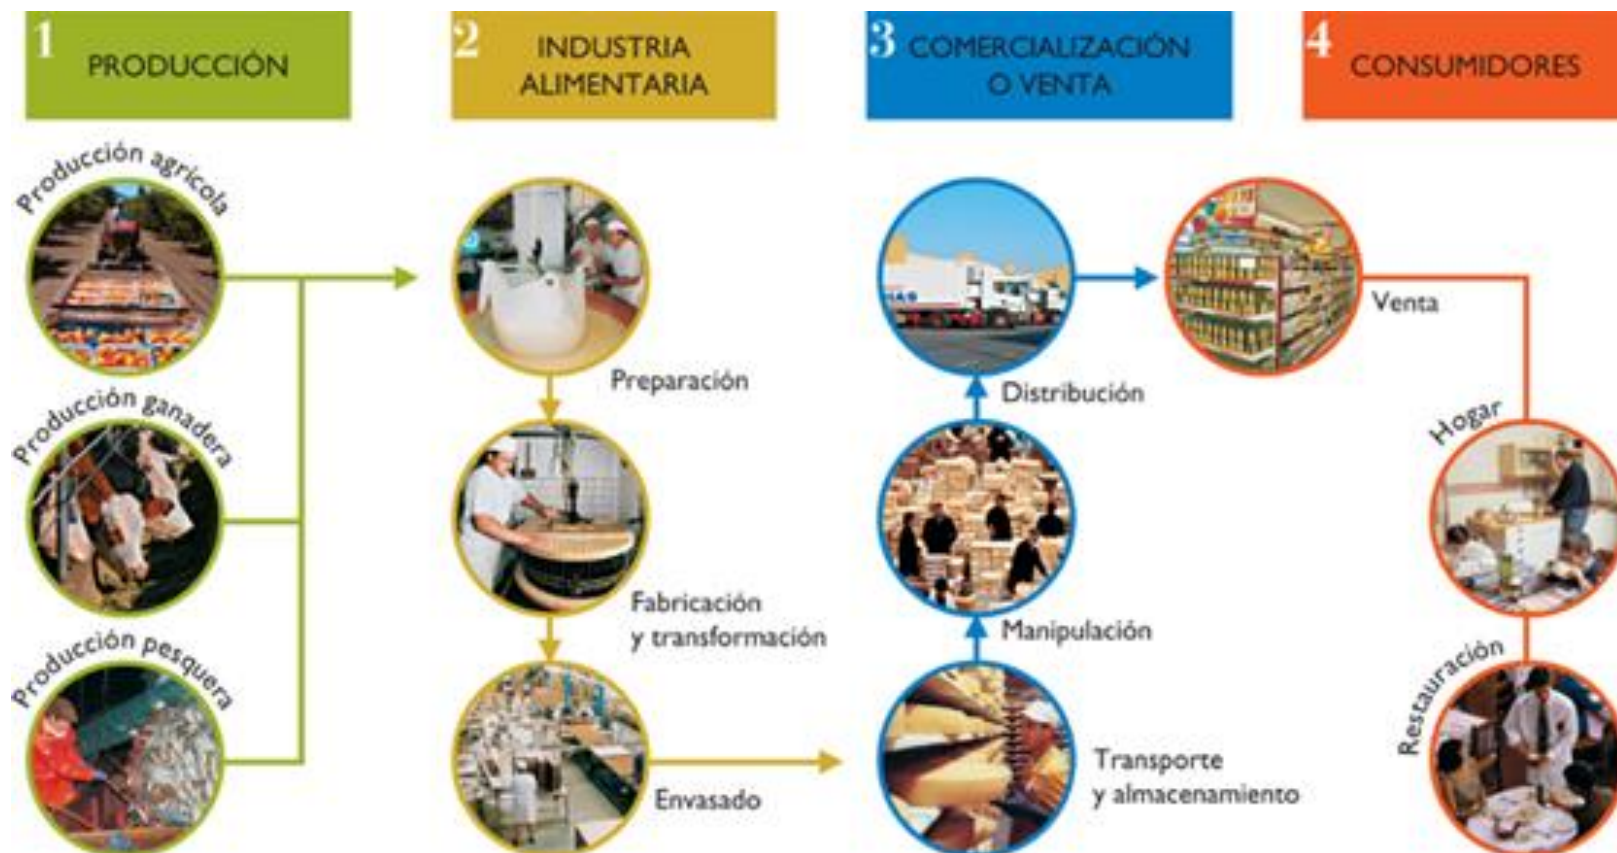 1
PRODUCCIÓN
2
INDUSTRIA
ALIMENTARIA
3
COMERCIALIZACIÓN
O VENTA
4
CONSUMIDORES
Producción agrícola
Producción ganadera
Producción pesquera
Preparación
Fabricación
y transformación
Envasado
Distribución
Manipulación
Transporte
y almacenamiento
Venta
Hogar
Restauración